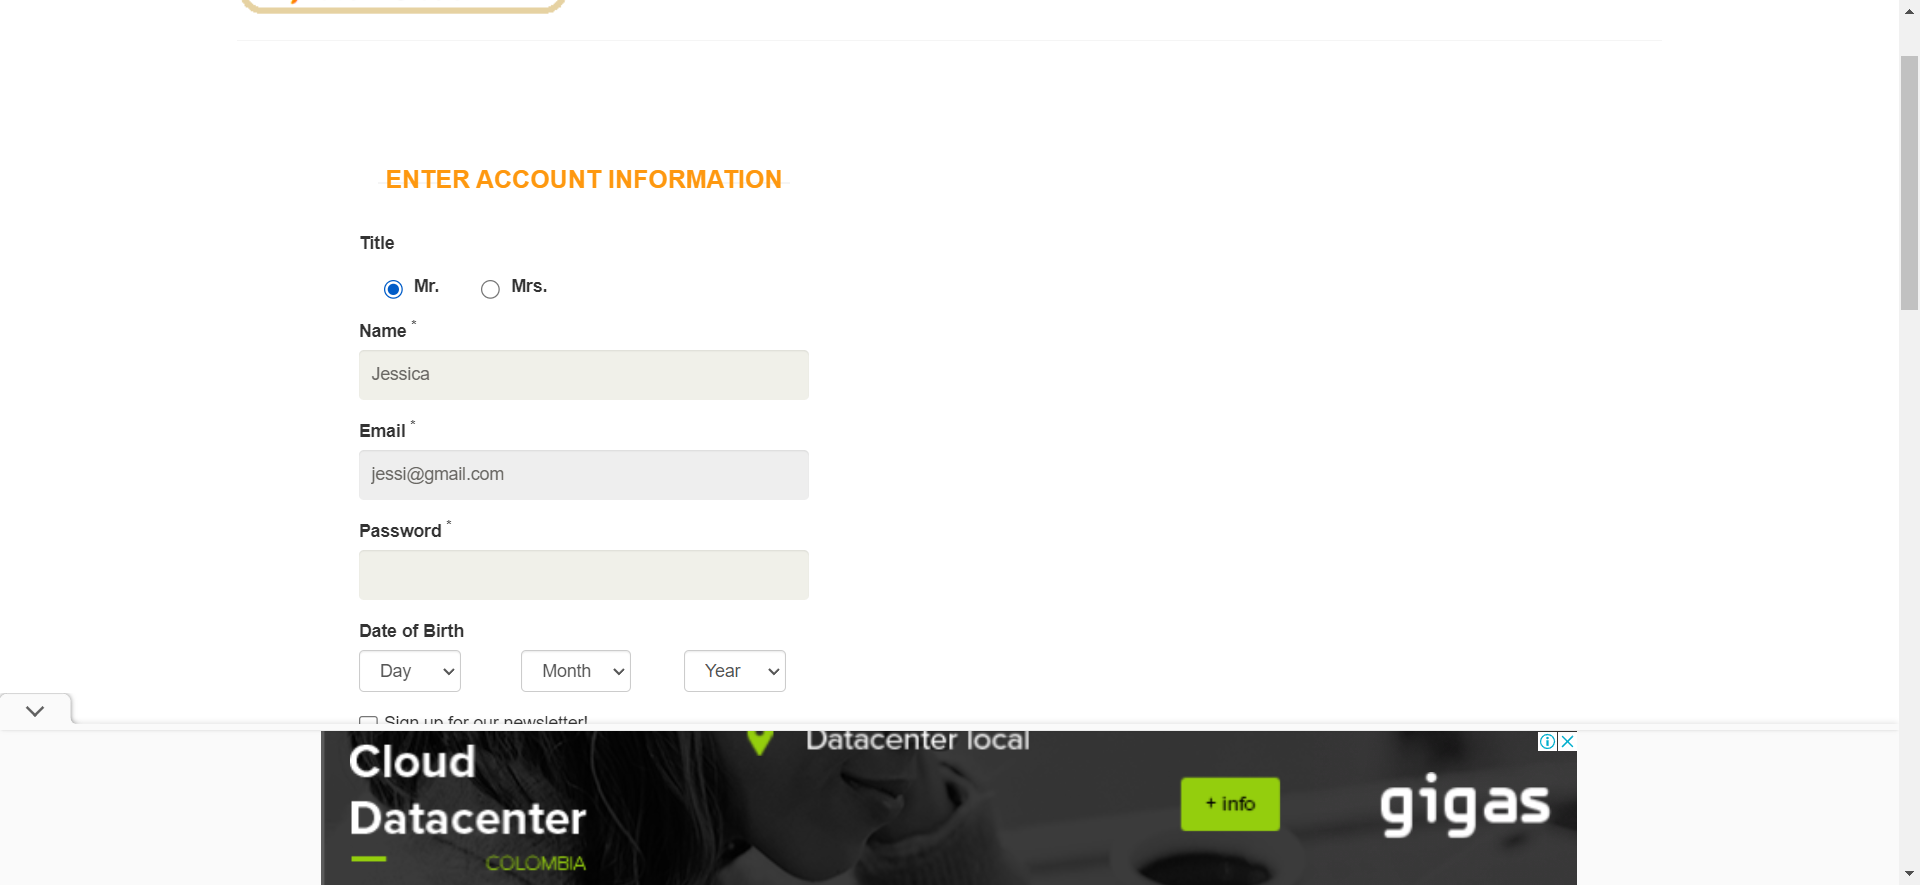 ENTER ACCOUNT INFORMATION
Title
Mr. Mrs.
Name *
Jessica
Email *
jessi@gmail.com
Password *
Date of Birth
Day Month Year
Sign up for our newsletter!
Datacenter local
Cloud
Datacenter
COLOMBIA
+ info
gigas